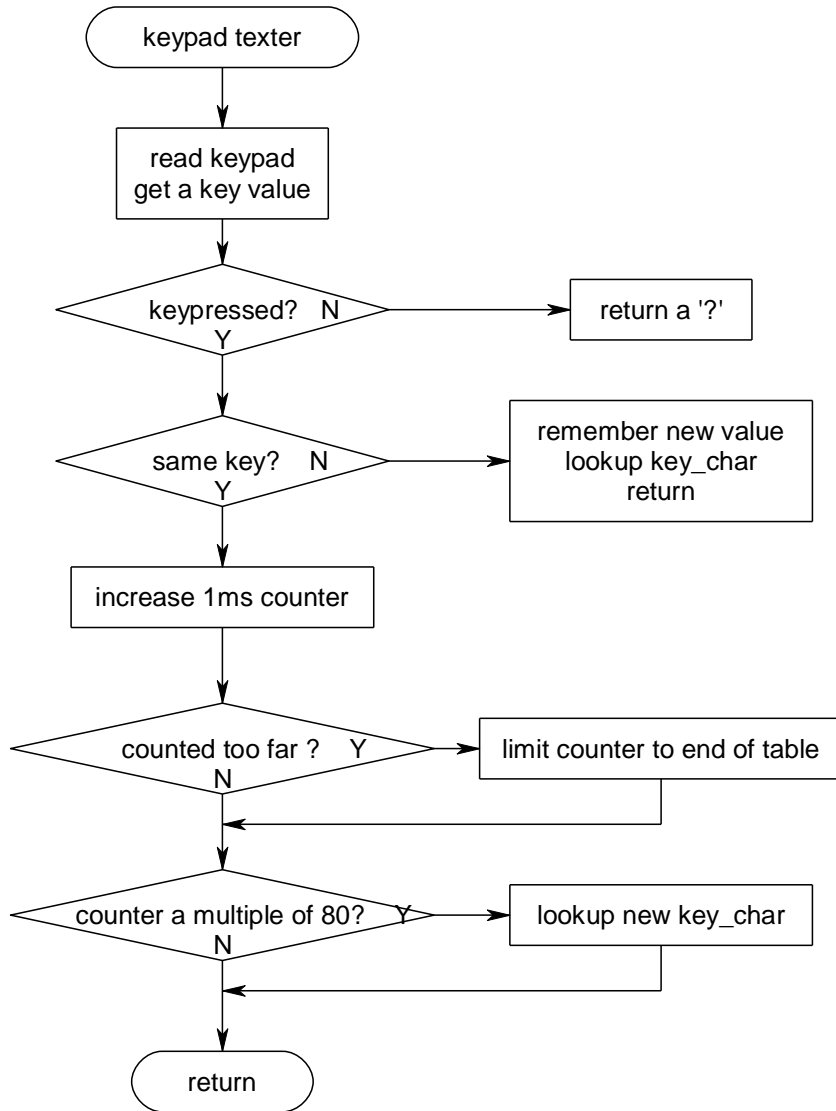 keypad texter
read keypad
get a key value
keypressed? N
Y
return a '?'
same key? N
Y
remember new value
lookup key_char
return
increase 1ms counter
counted too far ? Y
N
limit counter to end of table
counter a multiple of 80? Y
N
lookup new key_char
return